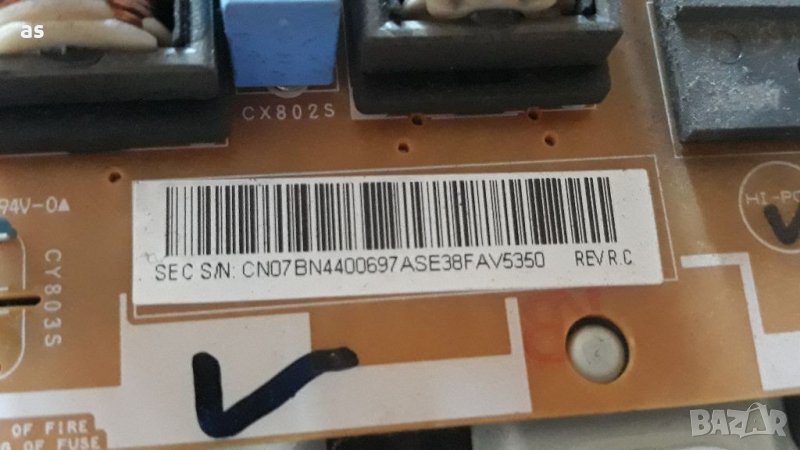 as
CX802S
94V-0
CY803S
HI-PO
SEC S/N: CN07BN4400697ASE38FAV5350 REV R.C
OF FIRE
OF FUSE
BAZAR